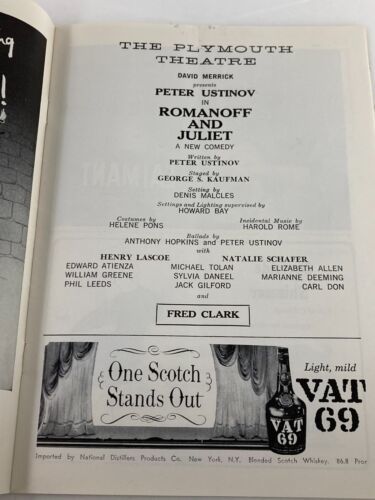 THE PLYMOUTH
THEATRE
DAVID MERRICK
presents
PETER USTINOV
IN
ROMANOFF
AND
JULIET
A NEW COMEDY
Written by
PETER USTINOV
Staged by
GEORGE S. KAUFMAN
Setting by
DENIS MALCLES
Settings and Lighting supervised by
HOWARD BAY
Costumes by Incidental Music by
HELENE PONS HAROLD ROME
Ballads by
ANTHONY HOPKINS and PETER USTINOV
with
HENRY LASCOE NATALIE SCHAFER
EDWARD ATIENZA MICHAEL TOLAN ELIZABETH ALLEN
WILLIAM GREENE SYLVIA DANEEL MARIANNE DEEMING
PHIL LEEDS JACK GILFORD CARL DON
and
FRED CLARK
One Scotch
Stands Out
Light, mild
VAT
69
VAT
69
Imported by National Distillers Products Co. New York, N.Y. Blended Scotch Whiskey. 86.8